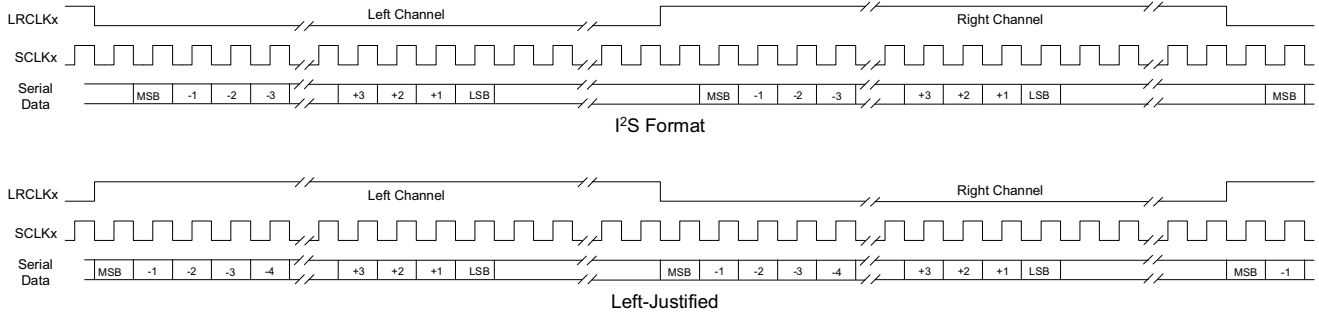 LRCLKx Left Channel Right Channel
SCLKx
Serial Data MSB -1 -2 -3 +3 +2 +1 LSB MSB -1 -2 -3 +3 +2 +1 LSB MSB
I²S Format
LRCLKx Left Channel Right Channel
SCLKx
Serial Data MSB -1 -2 -3 -4 +3 +2 +1 LSB MSB -1 -2 -3 -4 +3 +2 +1 LSB MSB -1
Left-Justified